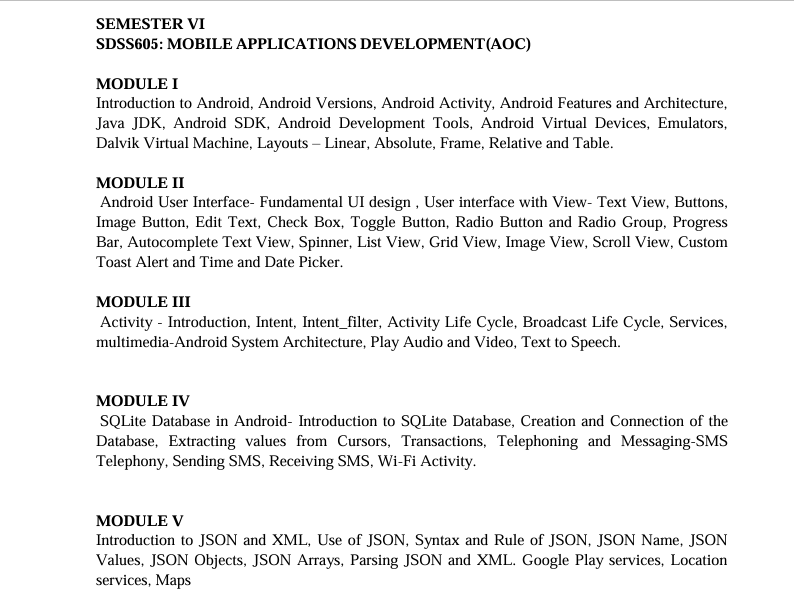 SEMESTER VI
SDSS605: MOBILE APPLICATIONS DEVELOPMENT(AOC)
MODULE I
Introduction to Android, Android Versions, Android Activity, Android Features and Architecture,
Java JDK, Android SDK, Android Development Tools, Android Virtual Devices, Emulators,
Dalvik Virtual Machine, Layouts – Linear, Absolute, Frame, Relative and Table.
MODULE II
Android User Interface- Fundamental UI design , User interface with View- Text View, Buttons,
Image Button, Edit Text, Check Box, Toggle Button, Radio Button and Radio Group, Progress
Bar, Autocomplete Text View, Spinner, List View, Grid View, Image View, Scroll View, Custom
Toast Alert and Time and Date Picker.
MODULE III
Activity - Introduction, Intent, Intent_filter, Activity Life Cycle, Broadcast Life Cycle, Services,
multimedia-Android System Architecture, Play Audio and Video, Text to Speech.
MODULE IV
SQLite Database in Android- Introduction to SQLite Database, Creation and Connection of the
Database, Extracting values from Cursors, Transactions, Telephoning and Messaging-SMS
Telephony, Sending SMS, Receiving SMS, Wi-Fi Activity.
MODULE V
Introduction to JSON and XML, Use of JSON, Syntax and Rule of JSON, JSON Name, JSON
Values, JSON Objects, JSON Arrays, Parsing JSON and XML. Google Play services, Location
services, Maps